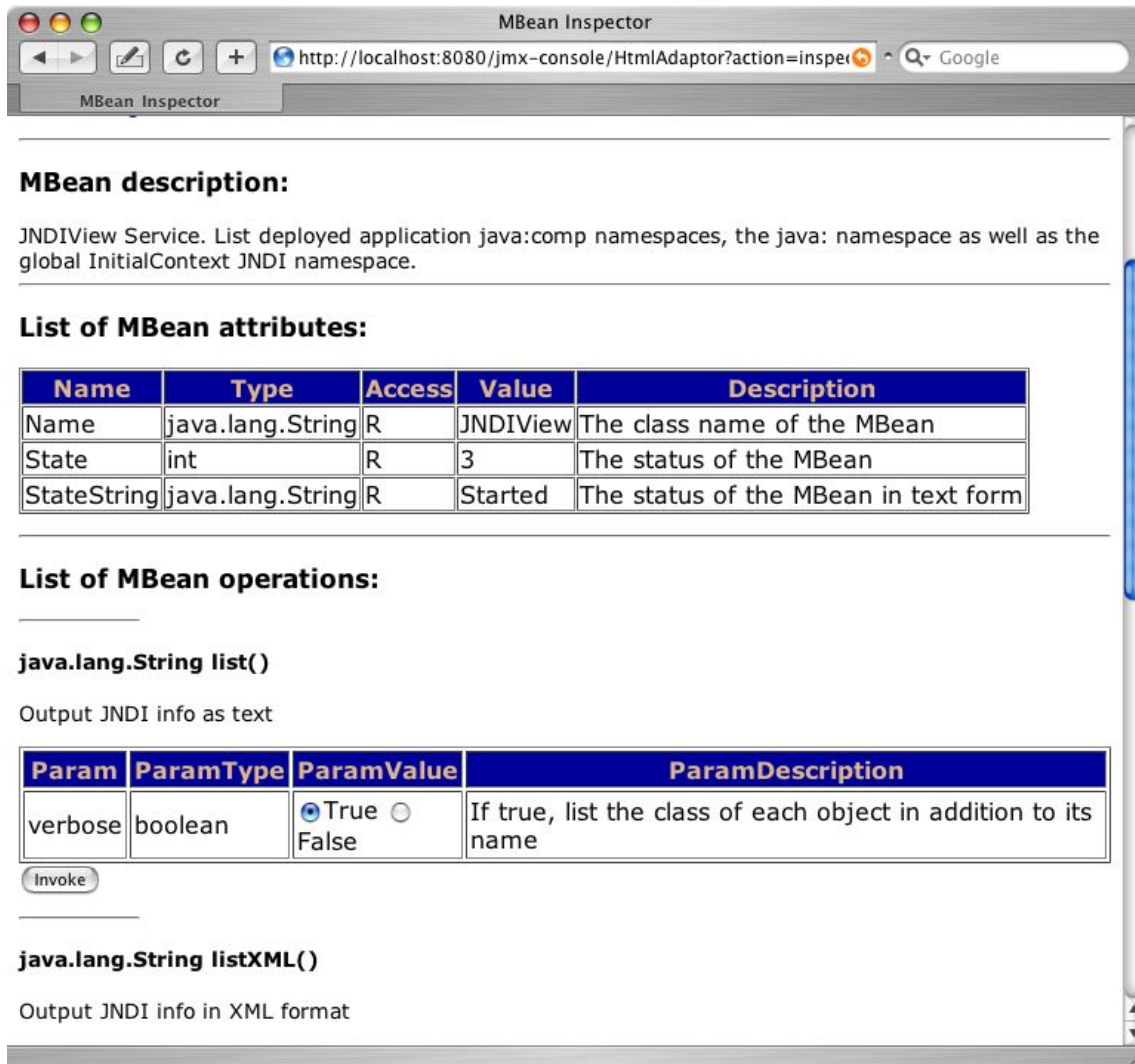 MBean Inspector
http://localhost:8080/jmx-console/HtmlAdaptor?action=inspe
Google
MBean Inspector
MBean description:
JNDIView Service. List deployed application java:comp namespaces, the java: namespace as well as the
global InitialContext JNDI namespace.
List of MBean attributes:
Name Type Access Value Description
Name java.lang.String R JNDIView The class name of the MBean
State int R 3 The status of the MBean
StateString java.lang.String R Started The status of the MBean in text form
List of MBean operations:
java.lang.String list()
Output JNDI info as text
Param ParamType ParamValue ParamDescription
verbose boolean True False If true, list the class of each object in addition to its
name
Invoke
java.lang.String listXML()
Output JNDI info in XML format